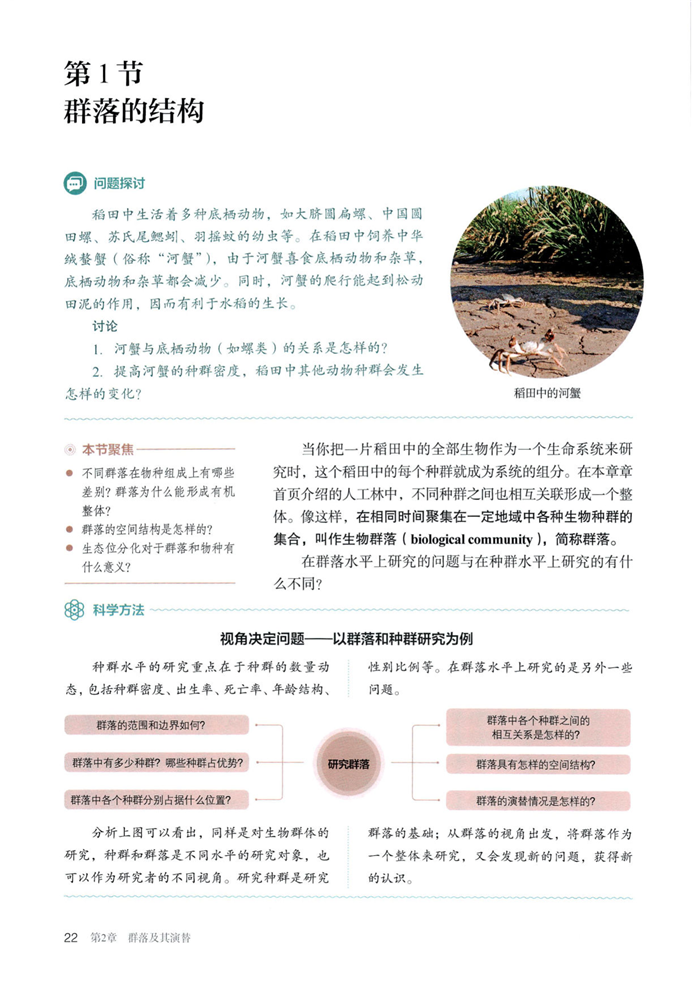 第1节
群落的结构
问题探讨
稻田中生活着多种底栖动物，如大脐圆扁螺、中国圆
田螺、苏氏尾鳃蚓、羽摇蚊的幼虫等。在稻田中饲养中华
绒螯蟹（俗称“河蟹”），由于河蟹喜食底栖动物和杂草，
底栖动物和杂草都会减少。同时，河蟹的爬行能起到松动
田泥的作用，因而有利于水稻的生长。
讨论
1. 河蟹与底栖动物（如螺类）的关系是怎样的？
2. 提高河蟹的种群密度，稻田中其他动物种群会发生
怎样的变化？
稻田中的河蟹
本节聚焦
不同群落在物种组成上有哪些
差别？群落为什么能形成有机
整体？
群落的空间结构是怎样的？
生态位分化对于群落和物种有
什么意义？
当你把一片稻田中的全部生物作为一个生命系统来研
究时，这个稻田中的每个种群就成为系统的组分。在本章章
首页介绍的人工林中，不同种群之间也相互关联形成一个整
体。像这样，在相同时间聚集在一定地域中各种生物种群的
集合，叫作生物群落（biological community），简称群落。
在群落水平上研究的问题与在种群水平上研究的有什
么不同？
科学方法
视角决定问题——以群落和种群研究为例
种群水平的研究重点在于种群的数量动
态，包括种群密度、出生率、死亡率、年龄结构、
性别比例等。在群落水平上研究的是另外一些
问题。
群落的范围和边界如何？
群落中有多少种群？哪些种群占优势？
群落中各个种群分别占据什么位置？
研究群落
群落中各个种群之间的
相互关系是怎样的？
群落具有怎样的空间结构？
群落的演替情况是怎样的？
分析上图可以看出，同样是对生物群体的
研究，种群和群落是不同水平的研究对象，也
可以作为研究者的不同视角。研究种群是研究
群落的基础；从群落的视角出发，将群落作为
一个整体来研究，又会发现新的问题，获得新
的认识。
22 第2章 群落及其演替